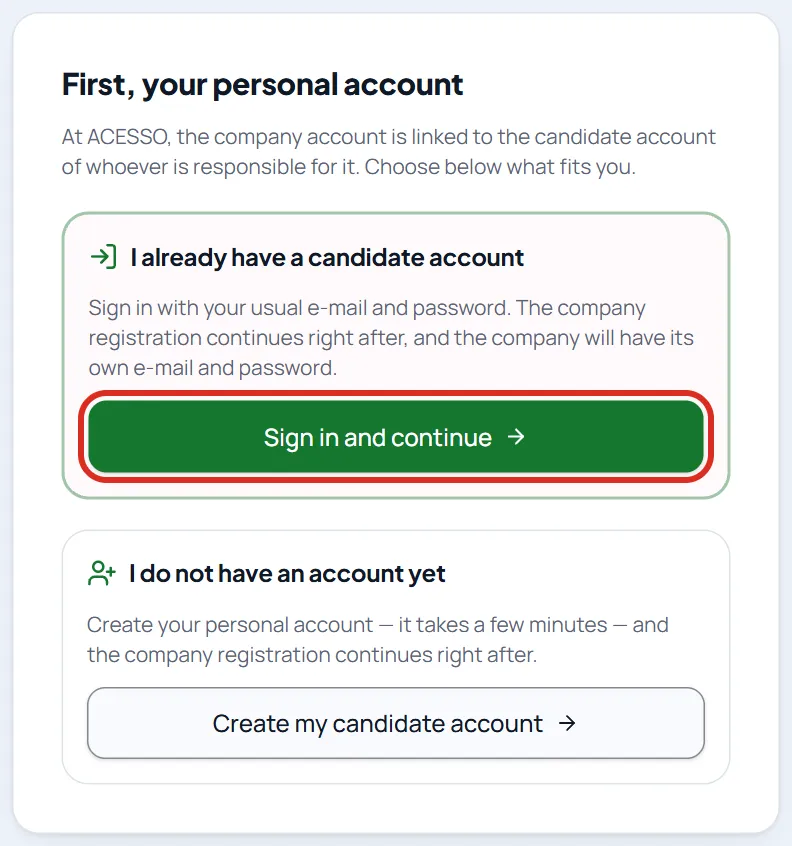 First, your personal account
At ACESSO, the company account is linked to the candidate account
of whoever is responsible for it. Choose below what fits you.
I already have a candidate account
Sign in with your usual e-mail and password. The company
registration continues right after, and the company will have its
own e-mail and password.
Sign in and continue →
I do not have an account yet
Create your personal account — it takes a few minutes — and
the company registration continues right after.
Create my candidate account →